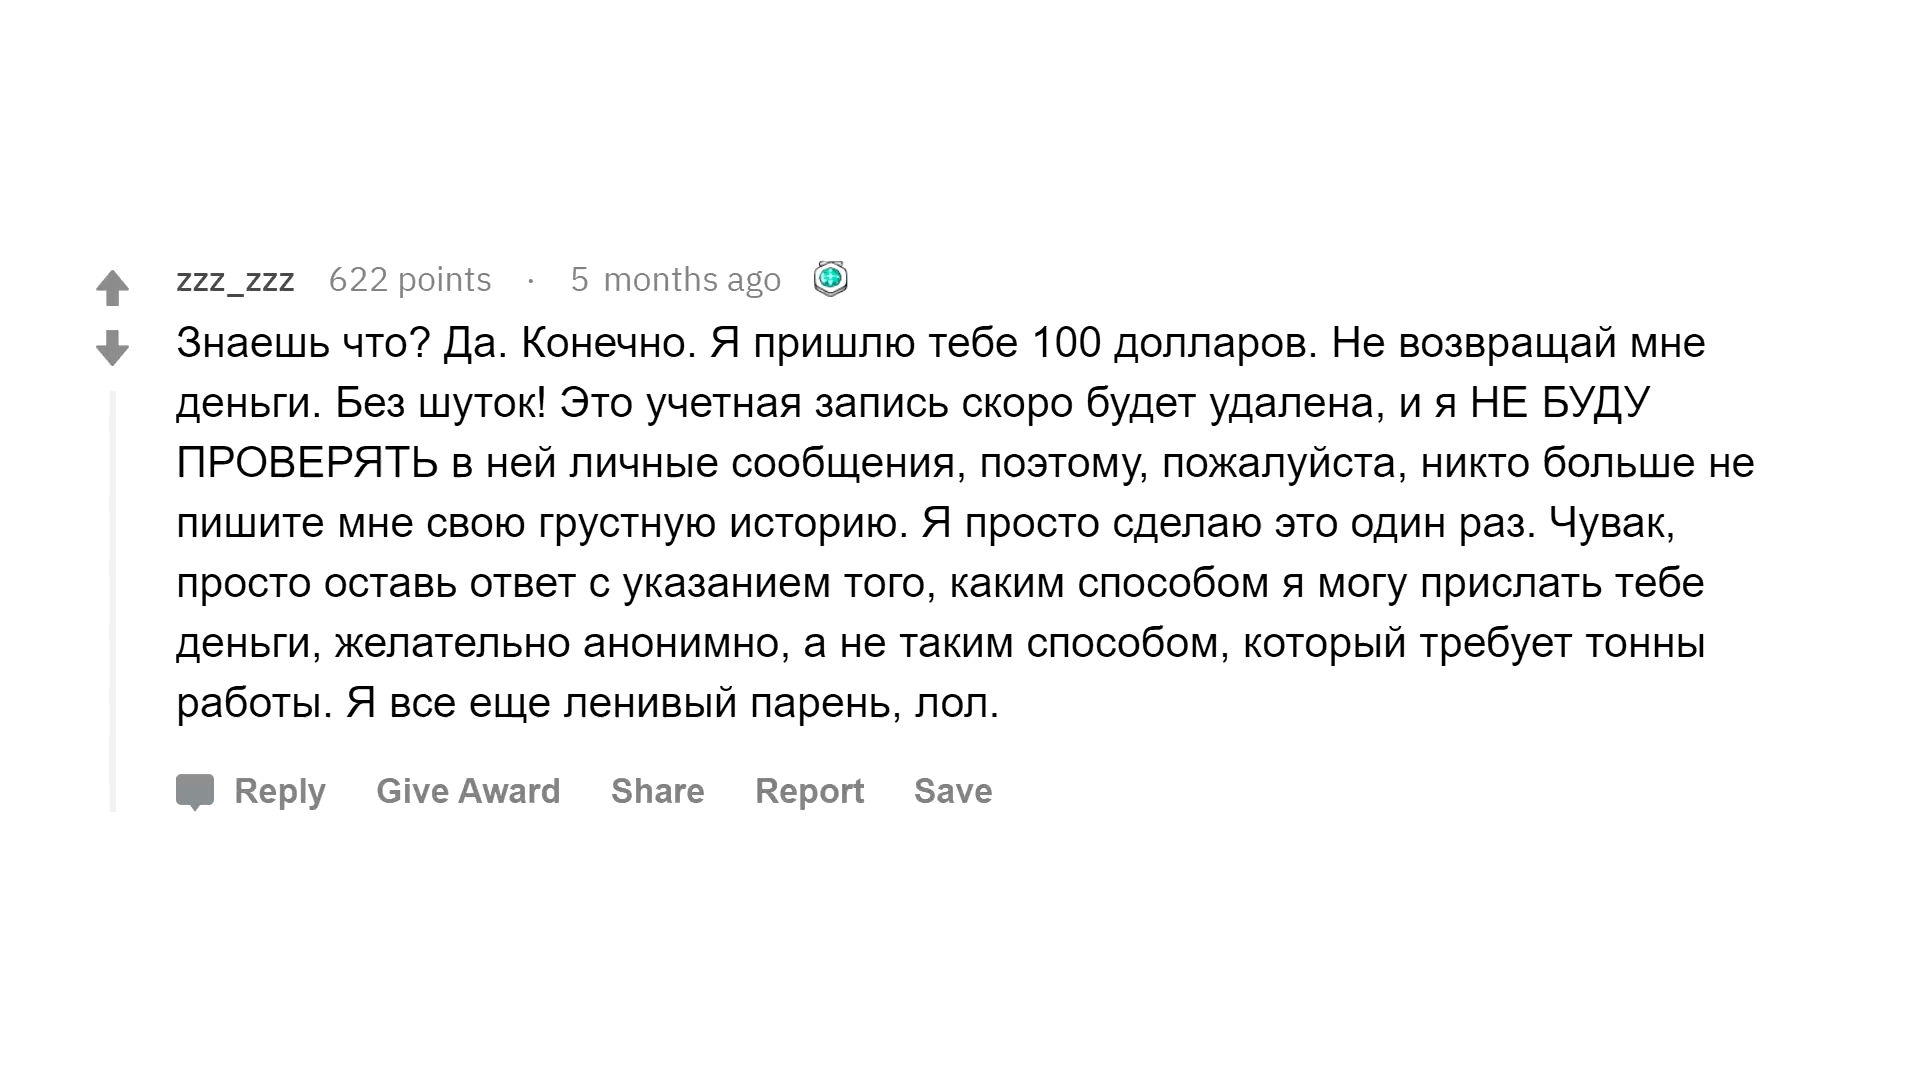 zzz_zzz 622 points · 5 months ago
Знаешь что? Да. Конечно. Я пришлю тебе 100 долларов. Не возвращай мне
деньги. Без шуток! Это учетная запись скоро будет удалена, и я НЕ БУДУ
ПРОВЕРЯТЬ в ней личные сообщения, поэтому, пожалуйста, никто больше не
пишите мне свою грустную историю. Я просто сделаю это один раз. Чувак,
просто оставь ответ с указанием того, каким способом я могу прислать тебе
деньги, желательно анонимно, а не таким способом, который требует тонны
работы. Я все еще ленивый парень, лол.
Reply Give Award Share Report Save